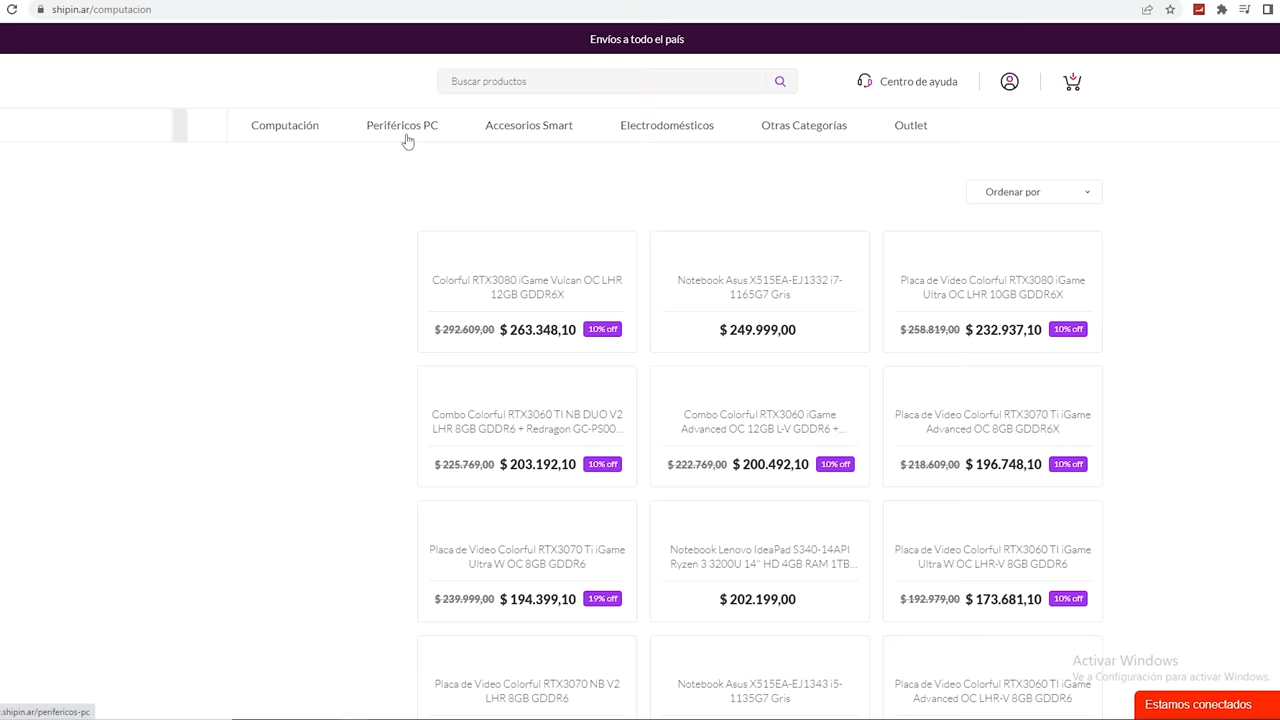 shipin.ar/computacion
Envíos a todo el país
Buscar productos
Centro de ayuda
Computación
Periféricos PC
Accesorios Smart
Electrodomésticos
Otras Categorías
Outlet
Ordenar por
Colorful RTX3080 iGame Vulcan OC LHR
12GB GDDR6X
$ 292.609,00 $ 263.348,10 10% off
Notebook Asus X515EA-EJ1332 i7-
1165G7 Gris
$ 249.999,00
Placa de Video Colorful RTX3080 iGame
Ultra OC LHR 10GB GDDR6X
$ 258.819,00 $ 232.937,10 10% off
Combo Colorful RTX3060 TI NB DUO V2
LHR 8GB GDDR6 + Redragon GC-PS00...
$ 225.769,00 $ 203.192,10 10% off
Combo Colorful RTX3060 iGame
Advanced OC 12GB L-V GDDR6 +...
$ 222.769,00 $ 200.492,10 10% off
Placa de Video Colorful RTX3070 Ti iGame
Advanced OC 8GB GDDR6X
$ 218.609,00 $ 196.748,10 10% off
Placa de Video Colorful RTX3070 Ti iGame
Ultra W OC 8GB GDDR6
$ 239.999,00 $ 194.399,10 19% off
Notebook Lenovo IdeaPad S340-14API
Ryzen 3 3200U 14" HD 4GB RAM 1TB...
$ 202.199,00
Placa de Video Colorful RTX3060 TI iGame
Ultra W OC LHR-V 8GB GDDR6
$ 192.979,00 $ 173.681,10 10% off
Placa de Video Colorful RTX3070 NB V2
LHR 8GB GDDR6
Notebook Asus X515EA-EJ1343 i5-
1135G7 Gris
Placa de Video Colorful RTX3060 TI iGame
Advanced OC LHR-V 8GB GDDR6
Activar Windows
Ve a Configuración para activar Windows.
Estamos conectados
.shipin.ar/perifericos-pc